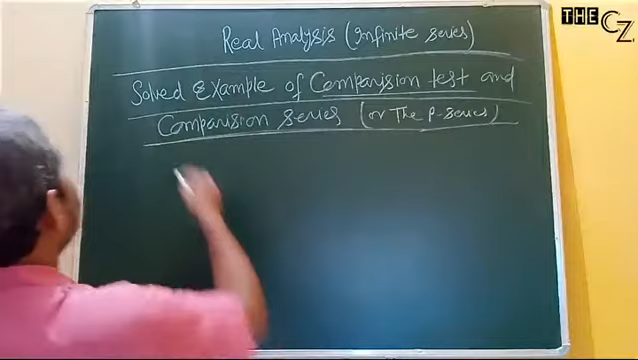 Real Analysis (Infinite series)
Solved Example of Comparision test and
Comparision series (or The P-series)
THE CZ